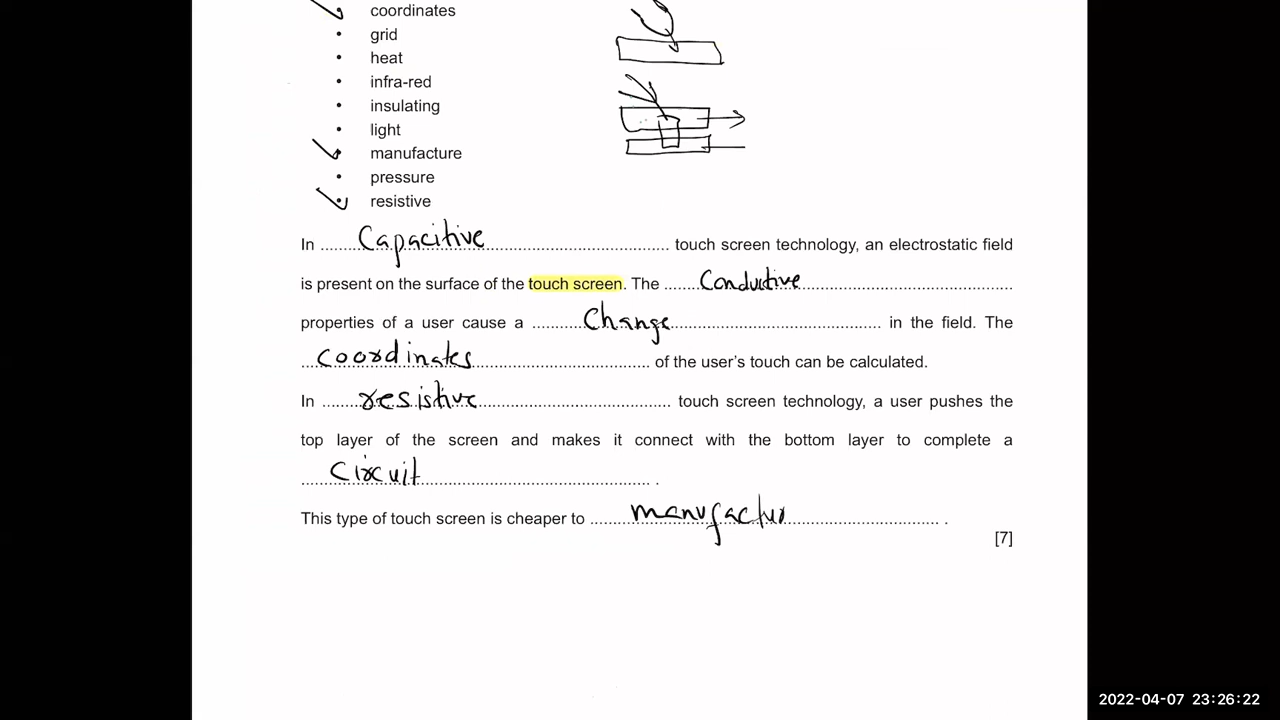 coordinates
grid
heat
infra-red
insulating
light
manufacture
pressure
resistive
In ....... Capacitive ....... touch screen technology, an electrostatic field
is present on the surface of the touch screen. The ....... Conductive .......
properties of a user cause a ....... Change ....... in the field. The
....... coordinates ....... of the user's touch can be calculated.
In ....... resistive ....... touch screen technology, a user pushes the
top layer of the screen and makes it connect with the bottom layer to complete a
....... Circuit ....... .
This type of touch screen is cheaper to ....... manufactur ....... .
[7]
2022-04-07 23:26:22